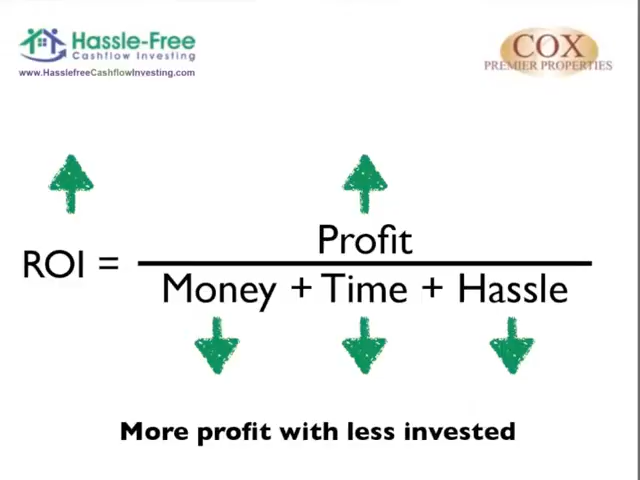 Hassle-Free
Cashflow Investing
www.HasslefreeCashflowInvesting.com
COX
PREMIER PROPERTIES
Profit
ROI =
Money + Time + Hassle
More profit with less invested